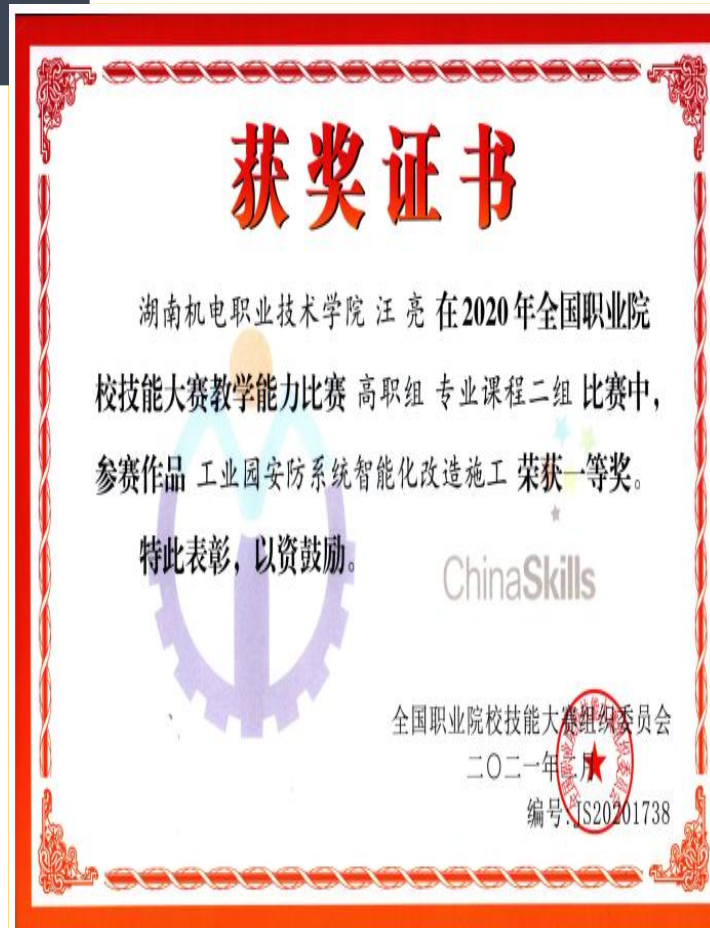 获奖证书
湖南机电职业技术学院 汪 亮 在2020年全国职业院
校技能大赛教学能力比赛 高职组 专业课程二组 比赛中，
参赛作品 工业园安防系统智能化改造施工 荣获一等奖。
特此表彰，以资鼓励。
ChinaSkills
全国职业院校技能大赛组织委员会
二〇二一年 月
编号:JS20201738